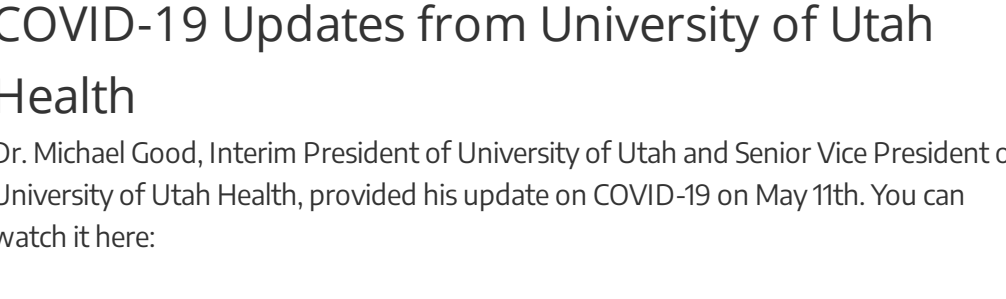 COVID-19 Updates from University of Utah
Health
Dr. Michael Good, Interim President of University of Utah and Senior Vice President o
University of Utah Health, provided his update on COVID-19 on May 11th. You can
watch it here: